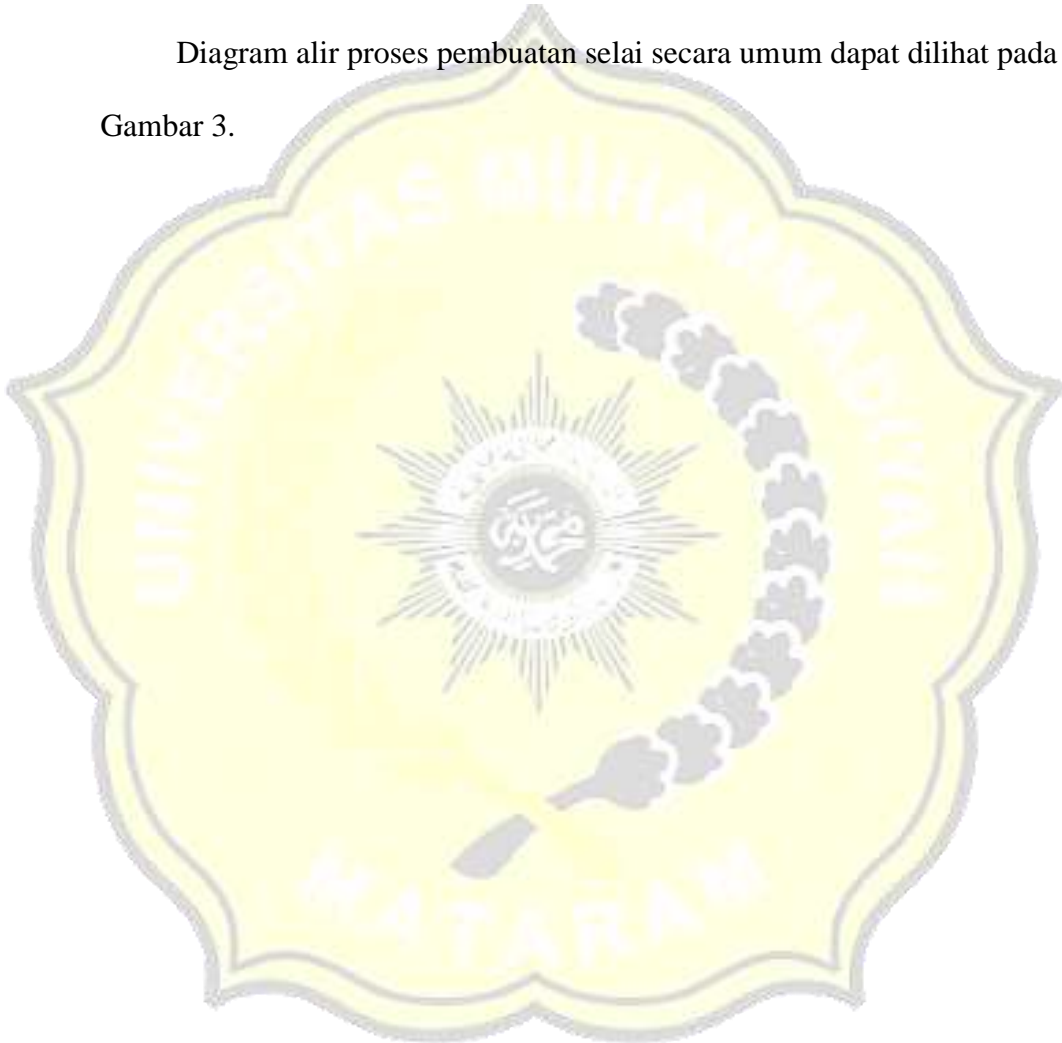 Diagram alir proses pembuatan selai secara umum dapat dilihat pada
Gambar 3.
UNIVERSITAS MUHAMMADIYAH
MATARAM